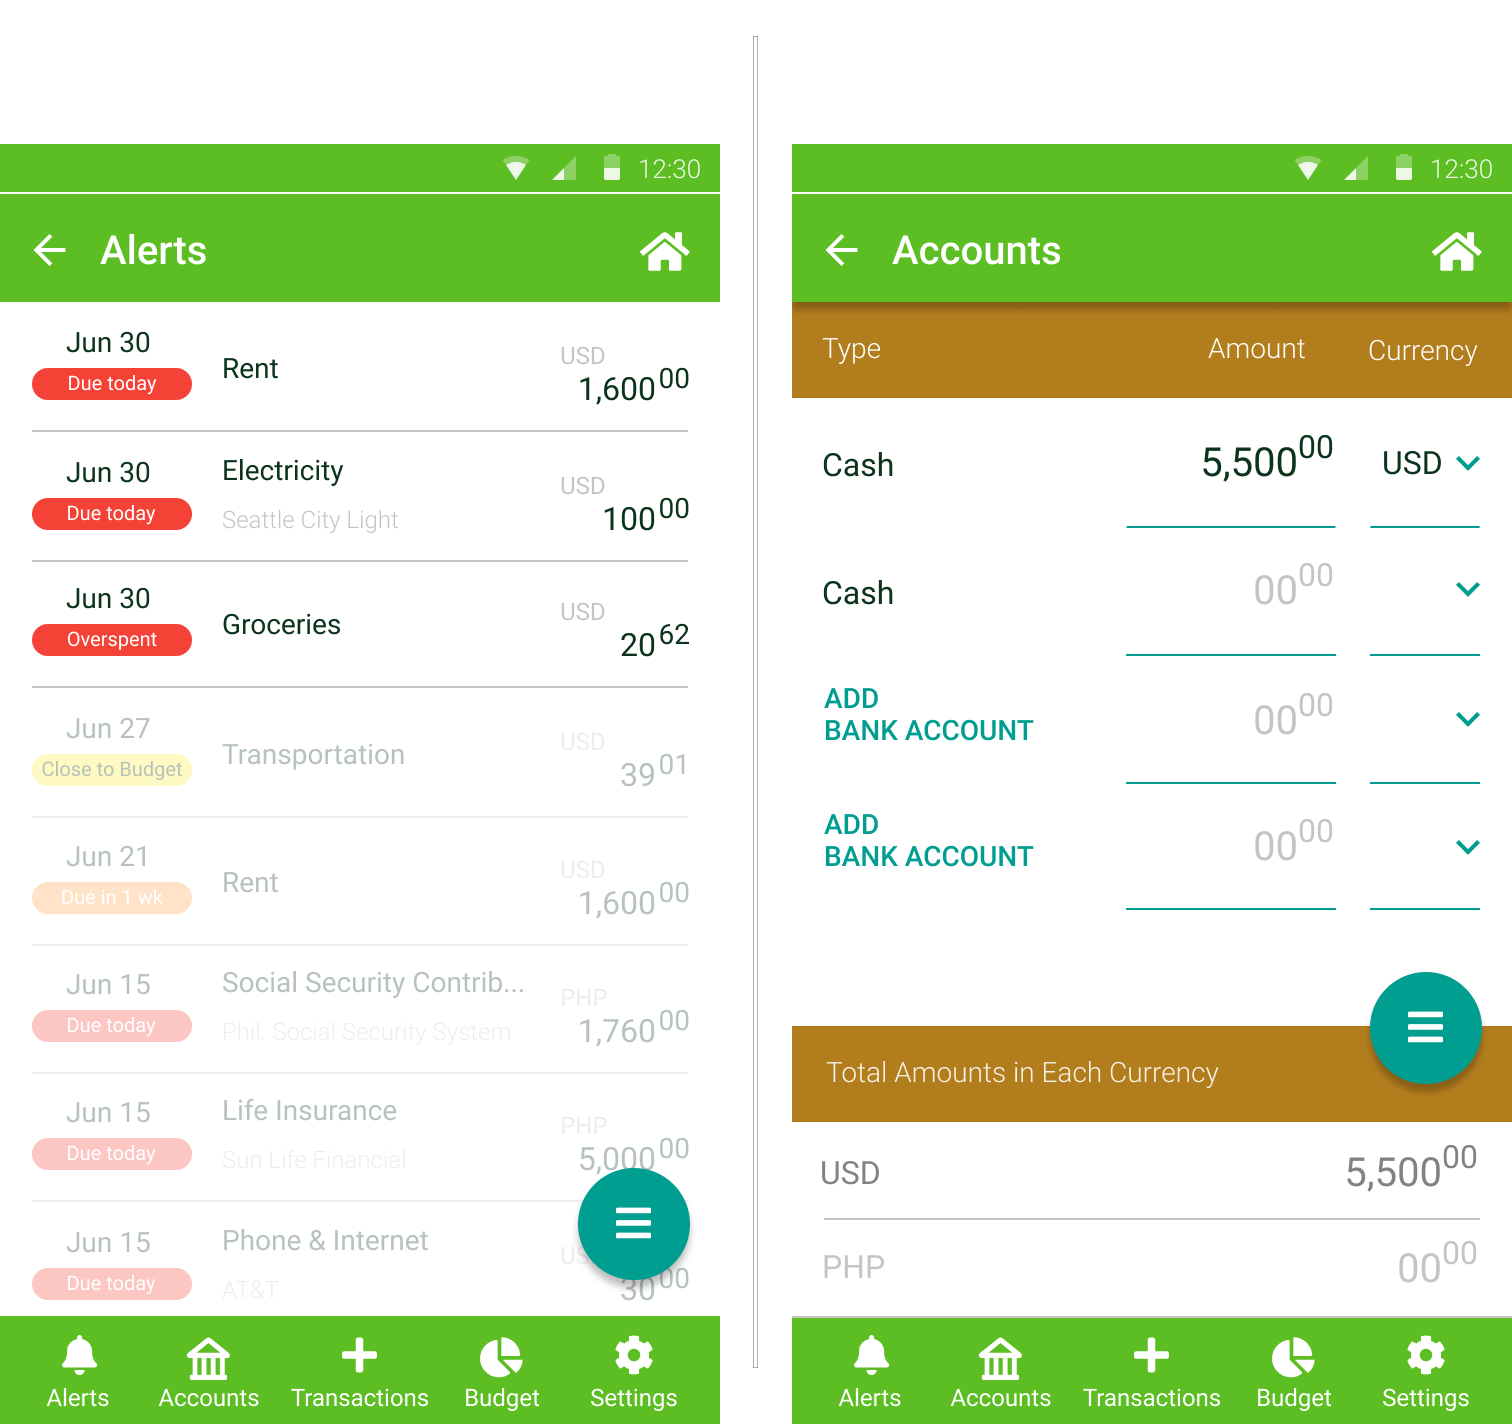 12:30
Alerts
Jun 30
Due today
Rent
USD
1,600 00
Jun 30
Due today
Electricity
Seattle City Light
USD
100 00
Jun 30
Overspent
Groceries
USD
20 62
Jun 27
Close to Budget
Transportation
USD
39 01
Jun 21
Due in 1 wk
Rent
USD
1,600 00
Jun 15
Due today
Social Security Contrib...
Phil. Social Security System
PHP
1,760 00
Jun 15
Due today
Life Insurance
Sun Life Financial
PHP
5,000 00
Jun 15
Due today
Phone & Internet
AT&T
30 00
Alerts Accounts Transactions Budget Settings
12:30
Accounts
Type Amount Currency
Cash 5,500 00 USD
Cash 00 00
ADD
BANK ACCOUNT 00 00
ADD
BANK ACCOUNT 00 00
Total Amounts in Each Currency
USD 5,500 00
PHP 00 00
Alerts Accounts Transactions Budget Settings